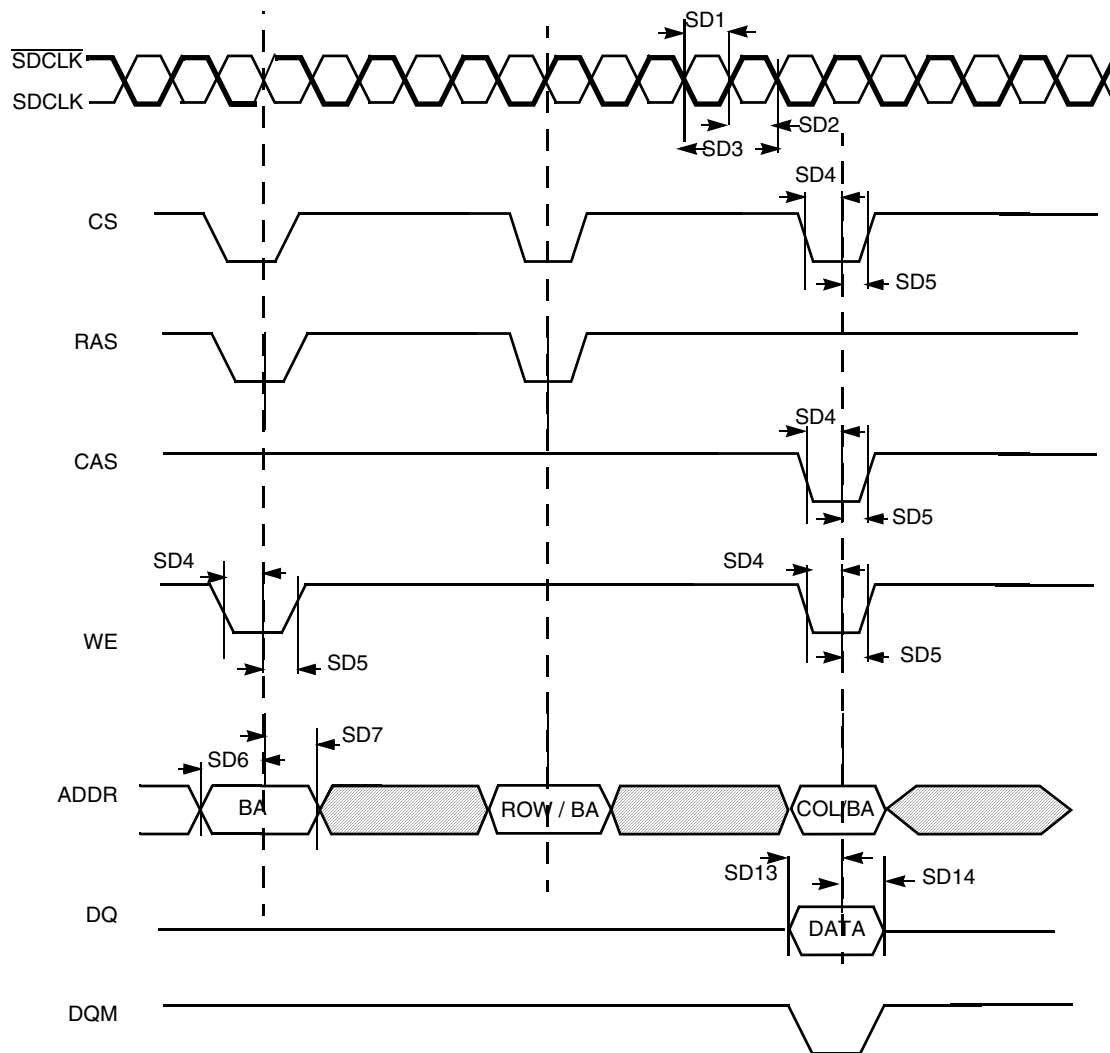 SD1
SDCLK
SDCLK
SD2
SD3
SD4
CS
SD5
RAS
SD4
CAS
SD5
SD4
SD4
WE
SD5
SD5
SD7
SD6
ADDR
BA
ROW / BA
COL/BA
SD13
SD14
DQ
DATA
DQM